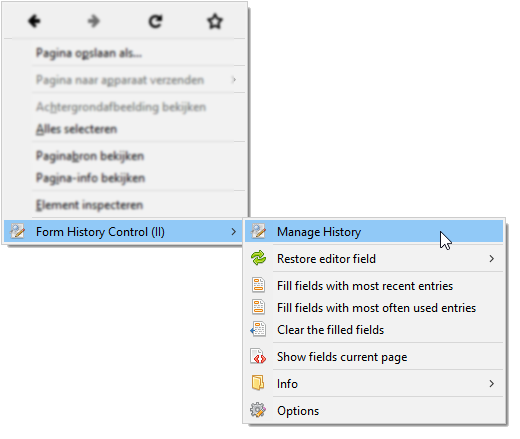 Pagina opslaan als...
Pagina naar apparaat verzenden
Achtergrondafbeelding bekijken
Alles selecteren
Paginabron bekijken
Pagina-info bekijken
Element inspecteren
Form History Control (II)
Manage History
Restore editor field
Fill fields with most recent entries
Fill fields with most often used entries
Clear the filled fields
Show fields current page
Info
Options